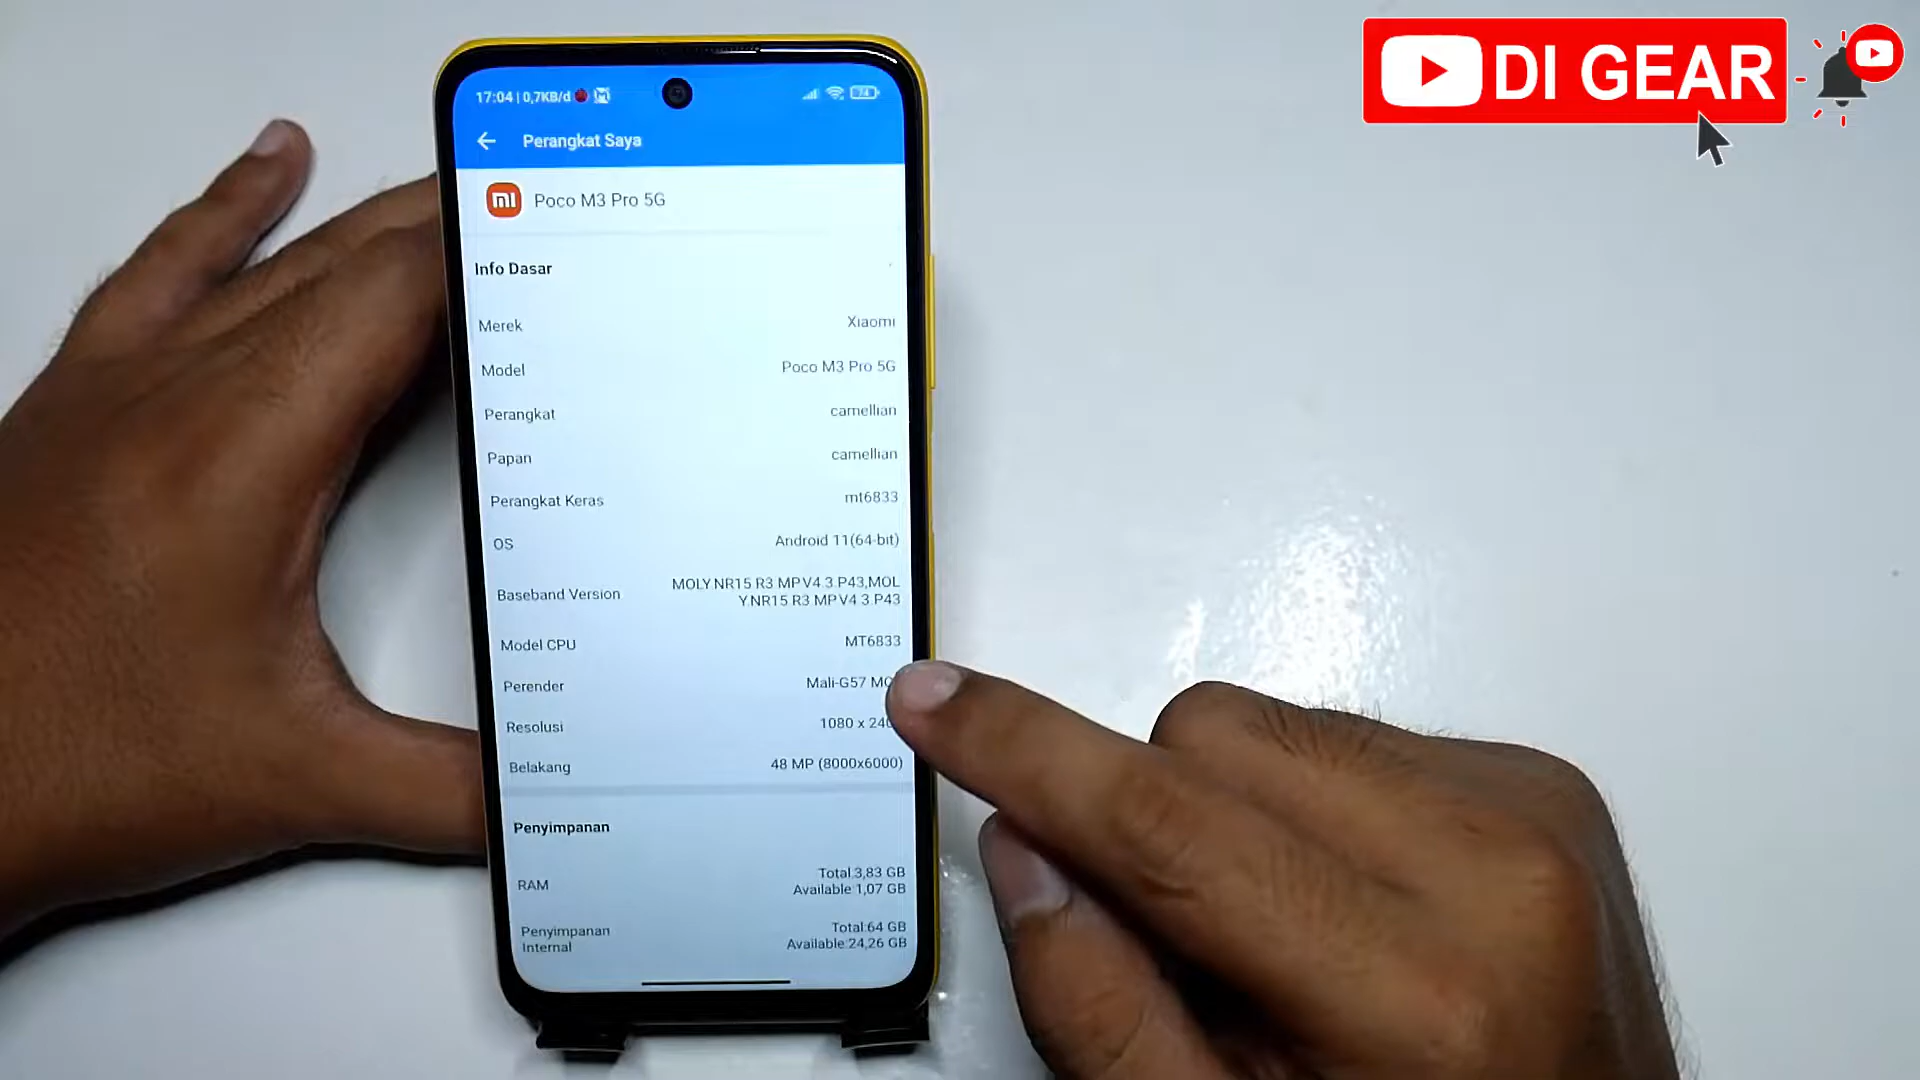 DI GEAR
17:04 | 0,7KB/d
74
Perangkat Saya
mi
Poco M3 Pro 5G
Info Dasar
Merek Xiaomi
Model Poco M3 Pro 5G
Perangkat camellian
Papan camellian
Perangkat Keras mt6833
OS Android 11(64-bit)
Baseband Version MOLY.NR15 R3 MP V4.3.P43,MOL
Y.NR15 R3 MP V4 3 P43
Model CPU MT6833
Perender Mali-G57
Resolusi 1080 x
Belakang 48 MP (8000x6000)
Penyimpanan
RAM Total:3,83 GB
Available:1,07 GB
Penyimpanan Internal Total:64 GB
Available:24,26 GB